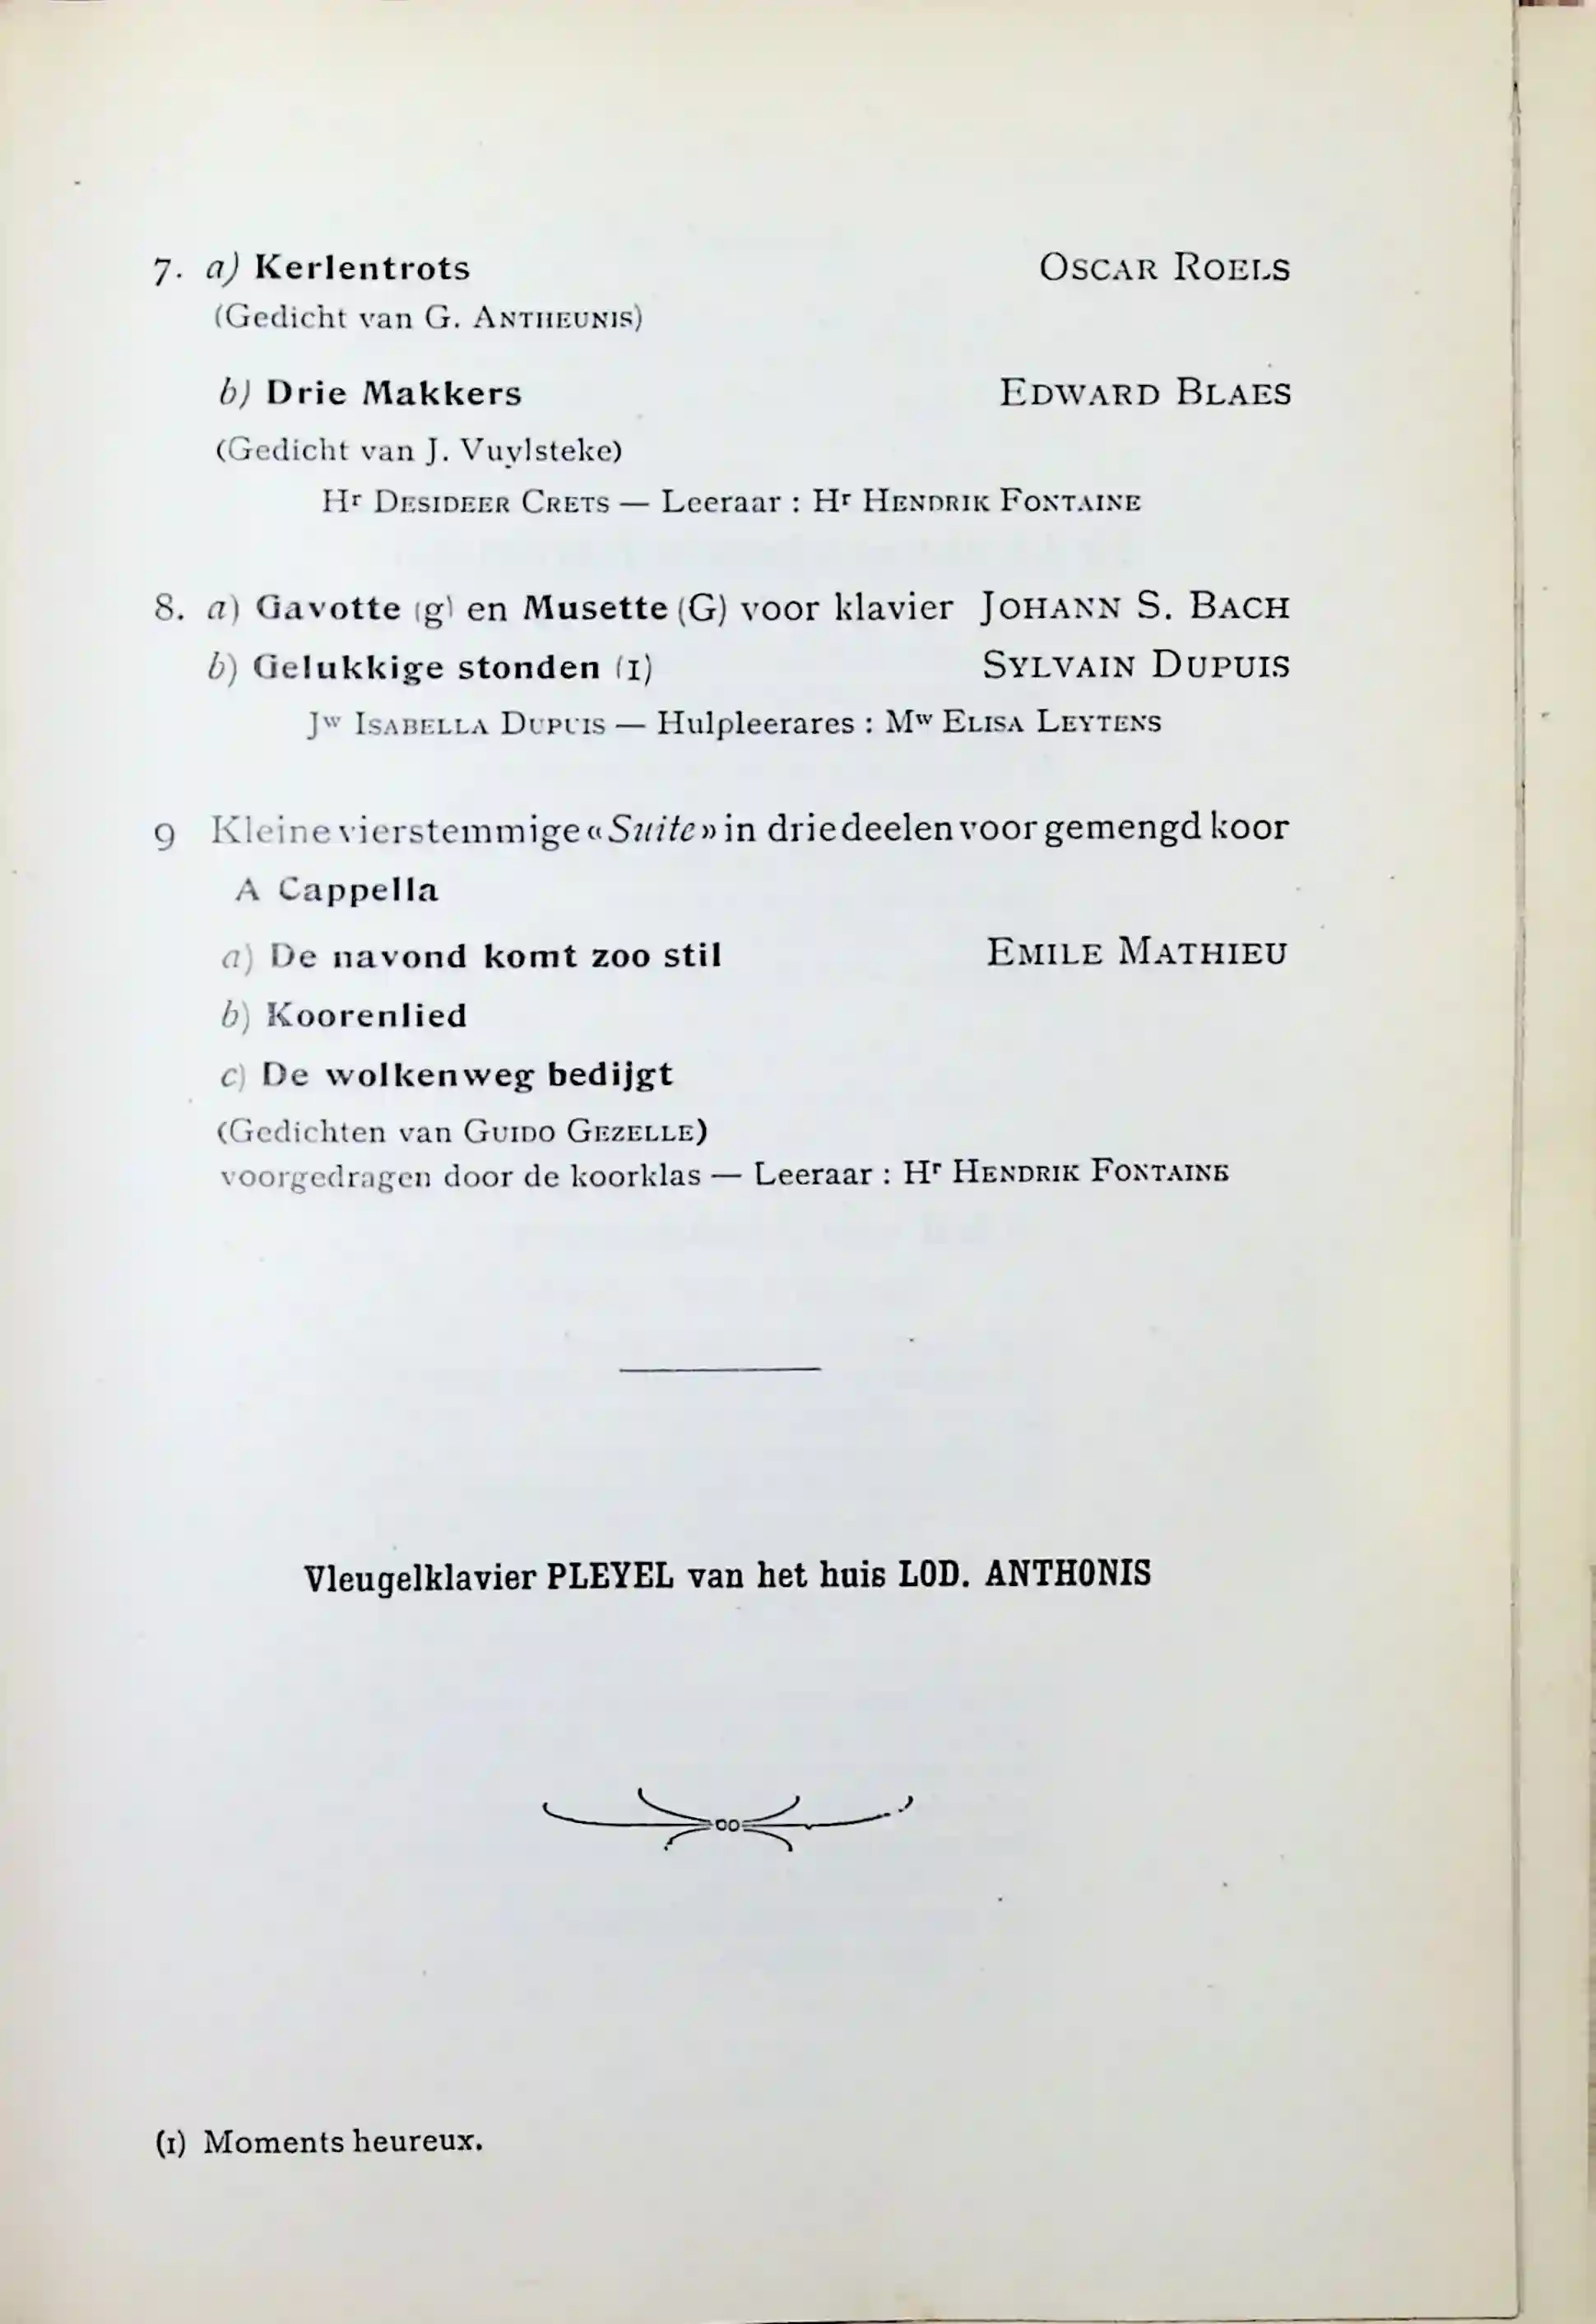 7. a) Kerlentrots OSCAR ROELS
(Gedicht van G. ANTHEUNIS)
b) Drie Makkers EDWARD BLAES
(Gedicht van J. Vuylsteke)
Hr DESIDEER CRETS — Leeraar : Hr HENDRIK FONTAINE
8. a) Gavotte (g) en Musette (G) voor klavier JOHANN S. BACH
b) Gelukkige stonden (1) SYLVAIN DUPUIS
Jw ISABELLA DUPUIS — Hulpleerares : Mw ELISA LEYTENS
9 Kleine vierstemmige « Suite » in drie deelen voor gemengd koor
A Cappella
a) De navond komt zoo stil EMILE MATHIEU
b) Koorenlied
c) De wolkenweg bedijgt
(Gedichten van GUIDO GEZELLE)
voorgedragen door de koorklas — Leeraar : Hr HENDRIK FONTAINE
Vleugelklavier PLEYEL van het huis LOD. ANTHONIS
(1) Moments heureux.